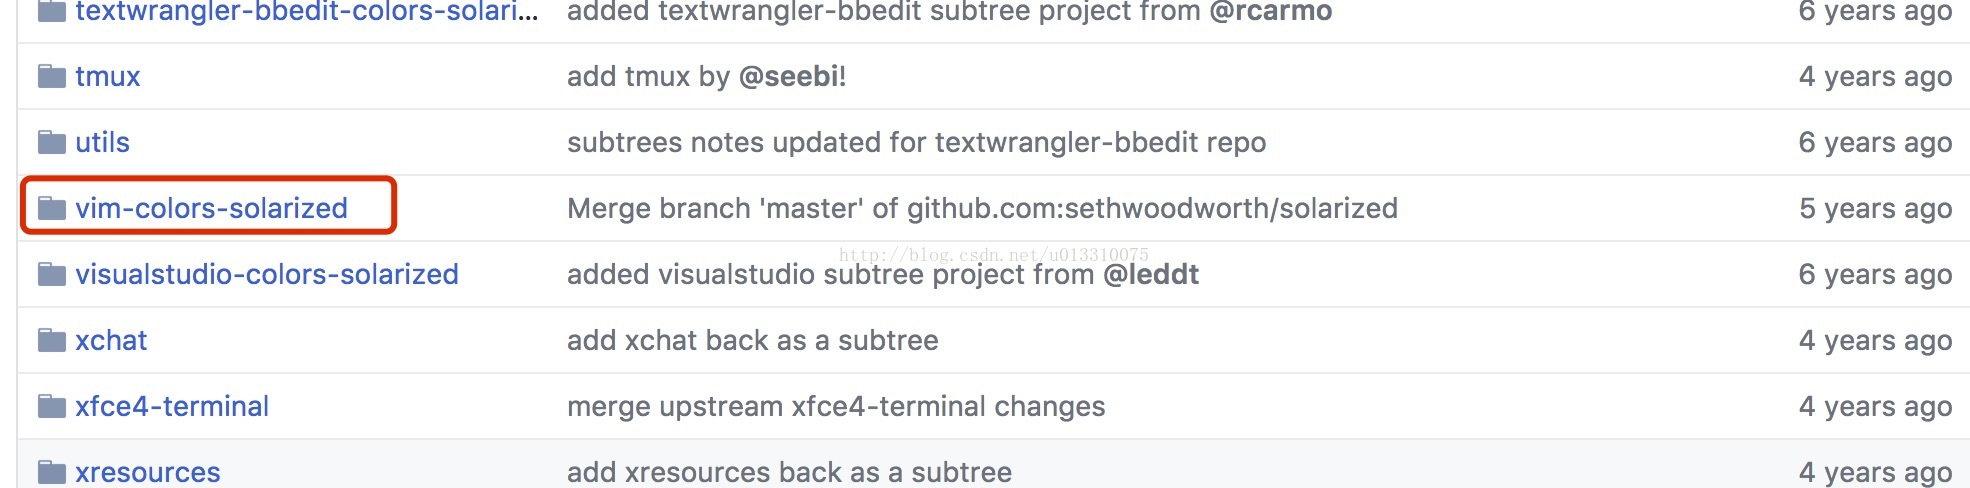 textwrangler-bbedit-colors-solari... added textwrangler-bbedit subtree project from @rcarmo 6 years ago
tmux add tmux by @seebi! 4 years ago
utils subtrees notes updated for textwrangler-bbedit repo 6 years ago
vim-colors-solarized Merge branch 'master' of github.com:sethwoodworth/solarized 5 years ago
http://blog.csdn.net/u013310075
visualstudio-colors-solarized added visualstudio subtree project from @leddt 6 years ago
xchat add xchat back as a subtree 4 years ago
xfce4-terminal merge upstream xfce4-terminal changes 4 years ago
xresources add xresources back as a subtree 4 years ago